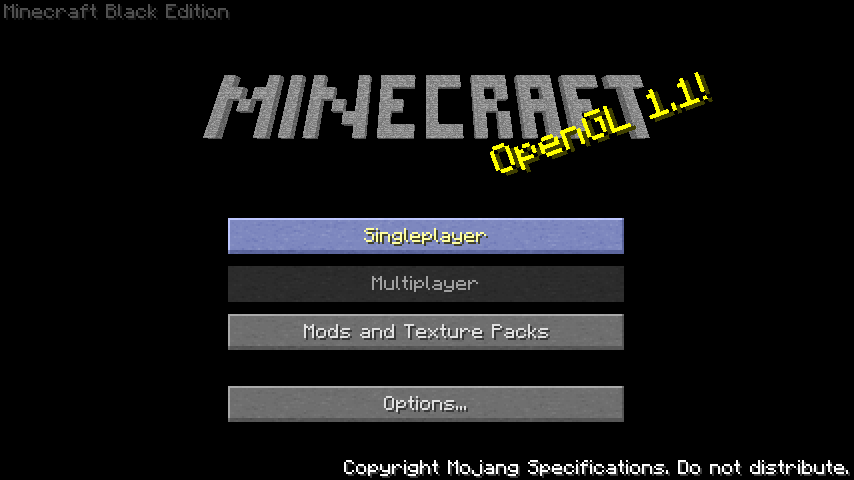 Minecraft Black Edition
MINECRAFT
OpenGL 1.1!
Singleplayer
Multiplayer
Mods and Texture Packs
Options...
Copyright Mojang Specifications. Do not distribute.